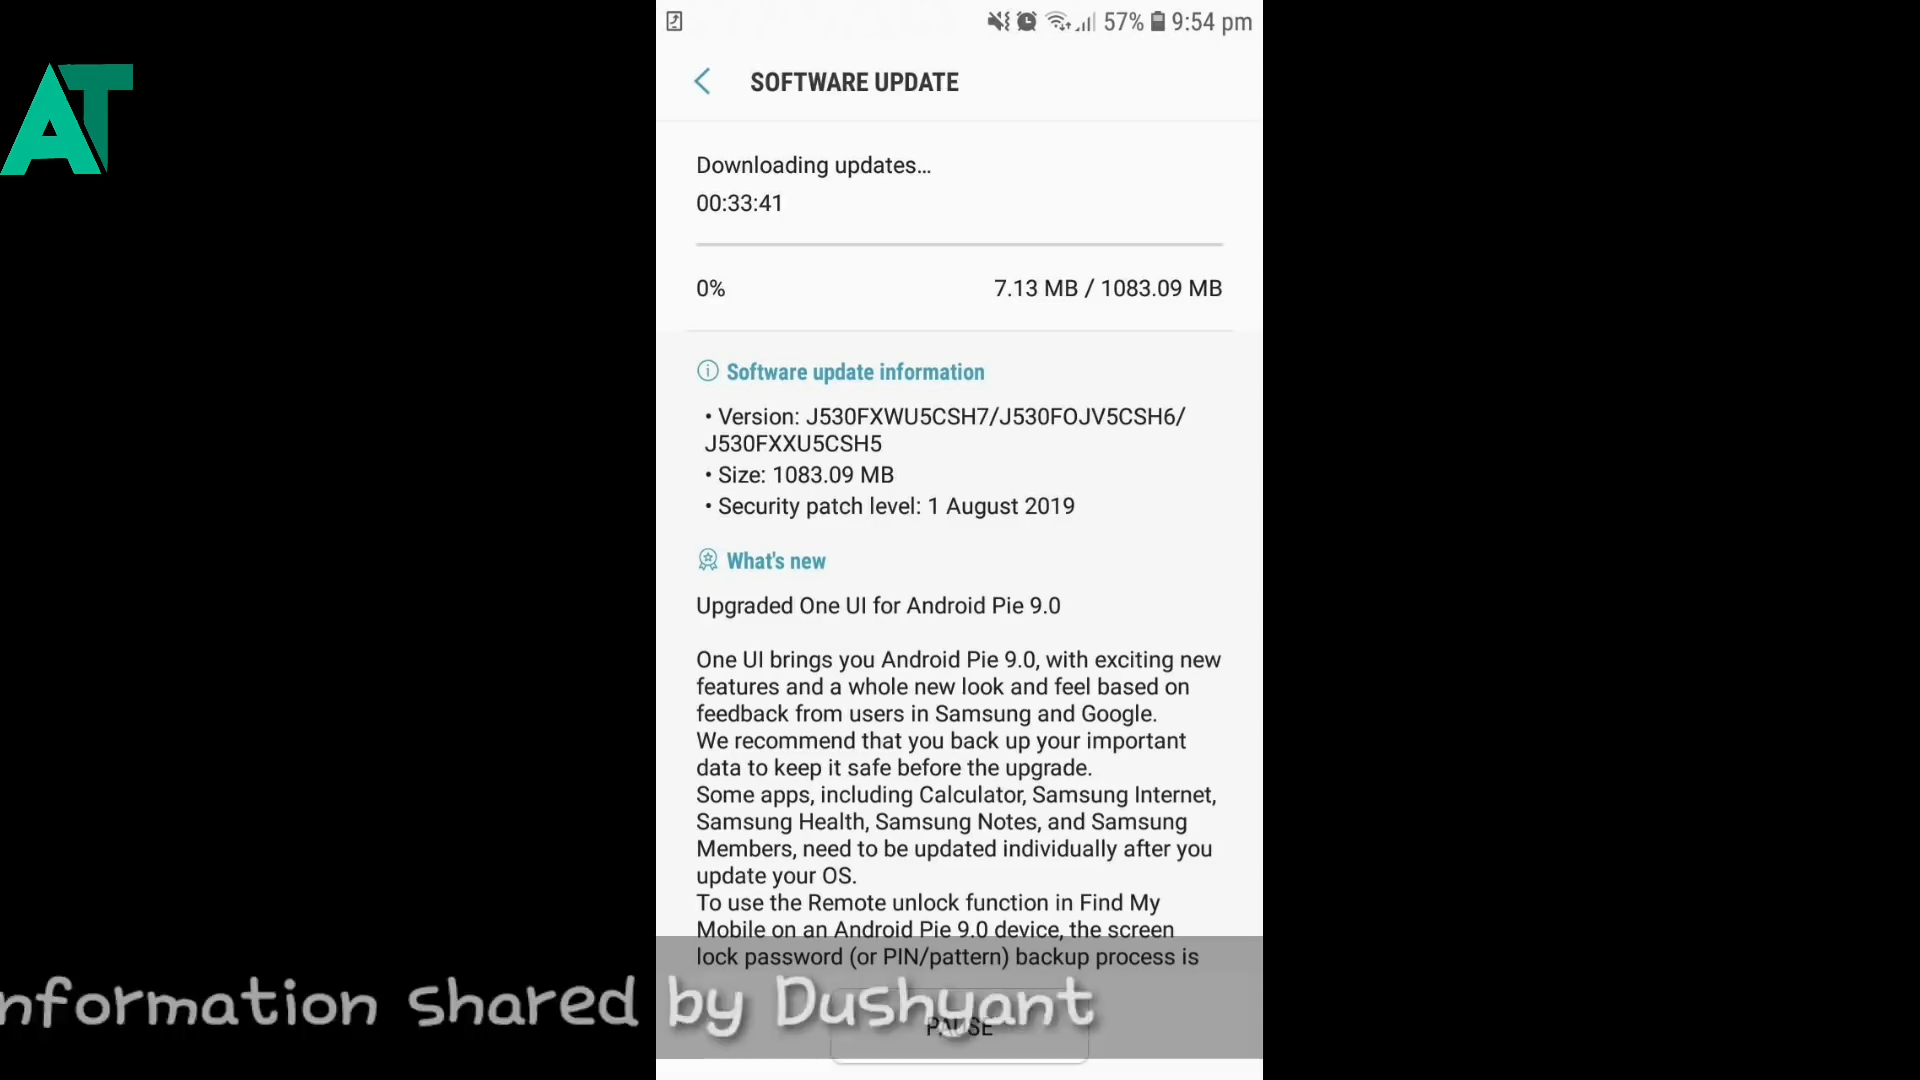 57% 9:54 pm
AT
SOFTWARE UPDATE
Downloading updates...
00:33:41
0% 7.13 MB / 1083.09 MB
Software update information
• Version: J530FXWU5CSH7/J530FOJV5CSH6/
J530FXXU5CSH5
• Size: 1083.09 MB
• Security patch level: 1 August 2019
What's new
Upgraded One UI for Android Pie 9.0
One UI brings you Android Pie 9.0, with exciting new
features and a whole new look and feel based on
feedback from users in Samsung and Google.
We recommend that you back up your important
data to keep it safe before the upgrade.
Some apps, including Calculator, Samsung Internet,
Samsung Health, Samsung Notes, and Samsung
Members, need to be updated individually after you
update your OS.
To use the Remote unlock function in Find My
Mobile on an Android Pie 9.0 device, the screen
lock password (or PIN/pattern) backup process is
nformation shared by Dushyant
PAUSE